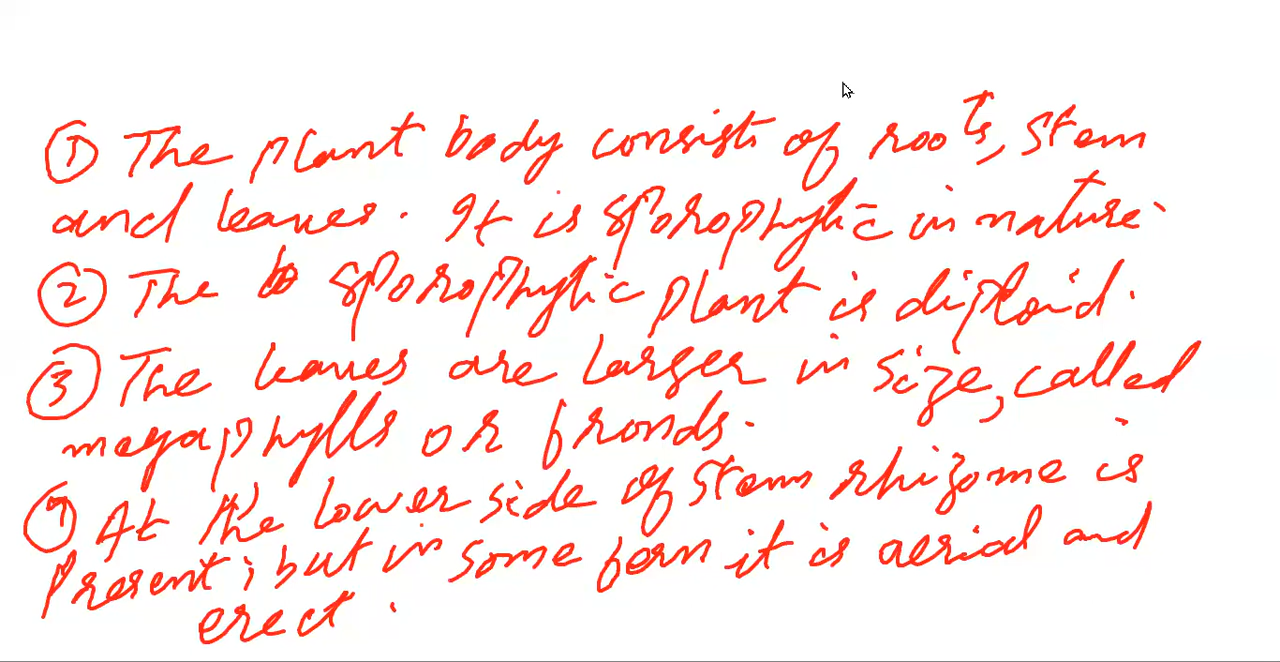 ① The plant body consists of roots, stem
and leaves. It is sporophytic in nature.
② The sporophytic plant is diploid.
③ The leaves are larger in size, called
megaphylls or fronds.
④ At the lower side of stem rhizome is
present; but in some fern it is aerial and
erect.